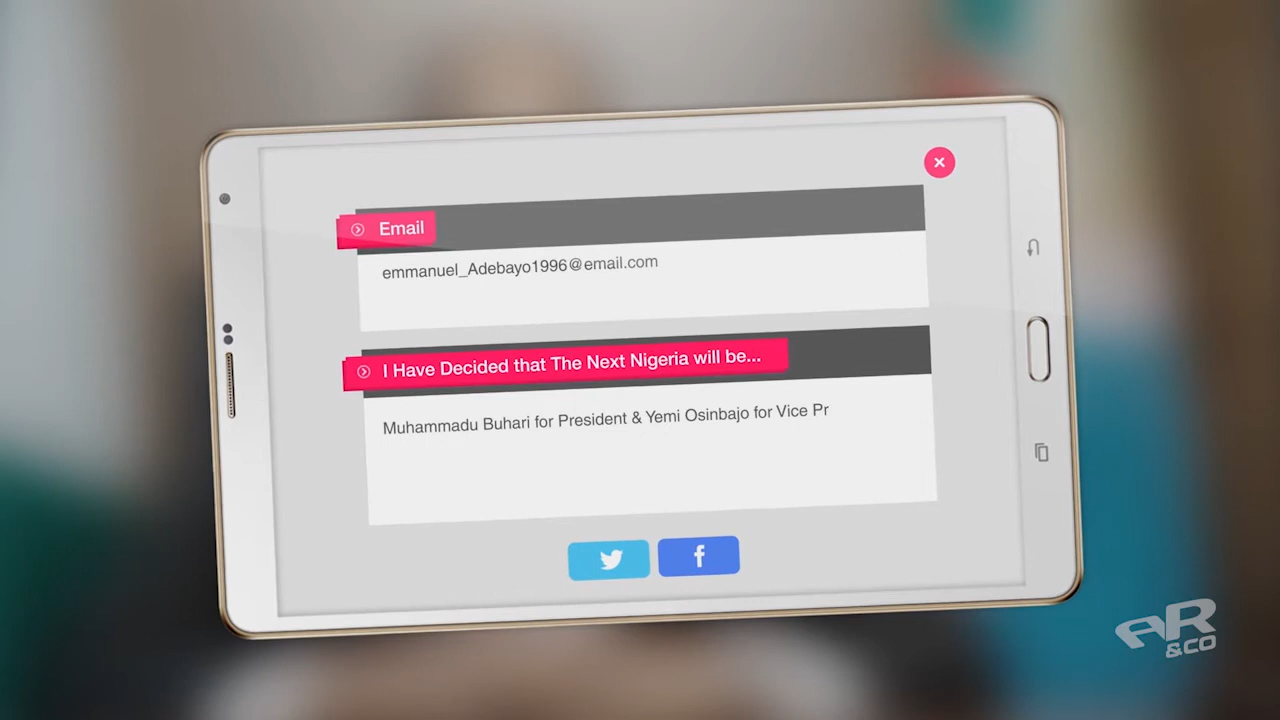 Email
emmanuel_Adebayo1996@email.com
I Have Decided that The Next Nigeria will be...
Muhammadu Buhari for President & Yemi Osinbajo for Vice Pr
AR
&CO